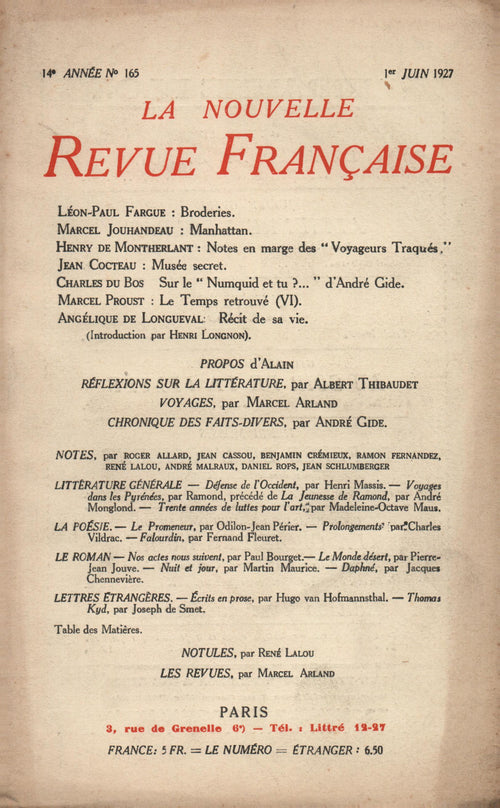 14e ANNÉE No 165 1er JUIN 1927
LA NOUVELLE
REVUE FRANÇAISE
LÉON-PAUL FARGUE : Broderies.
MARCEL JOUHANDEAU : Manhattan.
HENRY DE MONTHERLANT : Notes en marge des “ Voyageurs Traqués.”
JEAN COCTEAU : Musée secret.
CHARLES DU BOS Sur le “ Numquid et tu ?... ” d'André Gide.
MARCEL PROUST : Le Temps retrouvé (VI).
ANGÉLIQUE DE LONGUEVAL: Récit de sa vie.
(Introduction par HENRI LONGNON).
PROPOS d'ALAIN
RÉFLEXIONS SUR LA LITTÉRATURE, par ALBERT THIBAUDET
VOYAGES, par MARCEL ARLAND
CHRONIQUE DES FAITS-DIVERS, par ANDRÉ GIDE.
NOTES, par ROGER ALLARD, JEAN CASSOU, BENJAMIN CRÉMIEUX, RAMON FERNANDEZ,
RENÉ LALOU, ANDRÉ MALRAUX, DANIEL ROPS, JEAN SCHLUMBERGER
LITTÉRATURE GÉNÉRALE — Défense de l'Occident, par Henri Massis. — Voyages
dans les Pyrénées, par Ramond, précédé de La Jeunesse de Ramond, par André
Monglond. — Trente années de luttes pour l'art, par Madeleine-Octave Maus.
LA POÉSIE. — Le Promeneur, par Odilon-Jean Périer. — Prolongements par Charles
Vildrac. — Falourdin, par Fernand Fleuret.
LE ROMAN — Nos actes nous suivent, par Paul Bourget. — Le Monde désert, par Pierre-
Jean Jouve. — Nuit et jour, par Martin Maurice. — Daphné, par Jacques
Chennevière.
LETTRES ÉTRANGÈRES. — Écrits en prose, par Hugo van Hofmannsthal. — Thomas
Kyd, par Joseph de Smet.
Table des Matières.
NOTULES, par RENÉ LALOU
LES REVUES, par MARCEL ARLAND
PARIS
3, rue de Grenelle 6e) — Tél. : Littré 12-27
FRANCE: 5 FR. = LE NUMÉRO = ÉTRANGER : 6.50